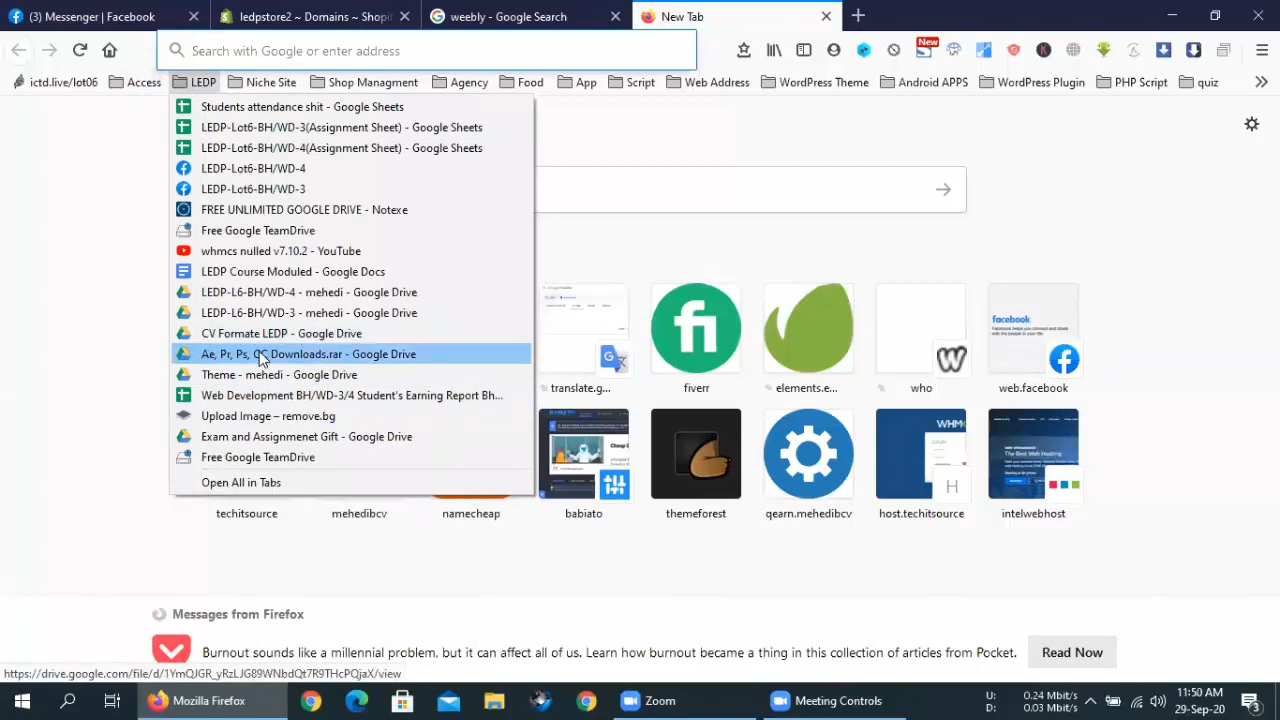 (3) Messenger | Facebook
ledpstore2 ~ Domains ~ Shopi
weebly - Google Search
New Tab
Search with Google or enter address
New
ictd.live/lot06
Access
LEDP
Niche Site
Shop Managment
Agency
Food
App
Script
Web Address
WordPress Theme
Android APPS
WordPress Plugin
PHP Script
quiz
Students attendance shit - Google Sheets
LEDP-Lot6-BH/WD-3(Assignment Sheet) - Google Sheets
LEDP-Lot6-BH/WD-4(Assignment Sheet) - Google Sheets
LEDP-Lot6-BH/WD-4
LEDP-Lot6-BH/WD-3
FREE UNLIMITED GOOGLE DRIVE - Notexe
Free Google TeamDrive
whmcs nulled v7.10.2 - YouTube
LEDP Course Moduled - Google Docs
LEDP-L6-BH/WD-4 - mehedi - Google Drive
LEDP-L6-BH/WD-3 - mehedi - Google Drive
CV Formate LEDP - Google Drive
Ae, Pr, Ps, Downloads.rar - Google Drive
Theme - mehedi - Google Drive
Web Development BH/WD-3/4 Student's Earning Report Bh...
Upload Image – remove.bg
Exam and Assignmenet Gift - Google Drive
Free Google TeamDrive
Open All in Tabs
fi
facebook
translate.g...
fiverr
elements.e...
who
web.facebook
WHM
H
techitsource
mehedibcv
namecheap
babiato
themeforest
qearn.mehedibcv
host.techitsource
intelwebhost
Messages from Firefox
Burnout sounds like a millennial problem, but it can affect all of us. Learn how burnout became a thing in this collection of articles from Pocket.
Read Now
https://drive.google.com/file/d/1YmQJGR_yRzLJG89WNbdQt7R9THcPQjaX/view
Mozilla Firefox
Zoom
Meeting Controls
U: 0.24 Mbit/s
D: 0.03 Mbit/s
11:50 AM
29-Sep-20
3